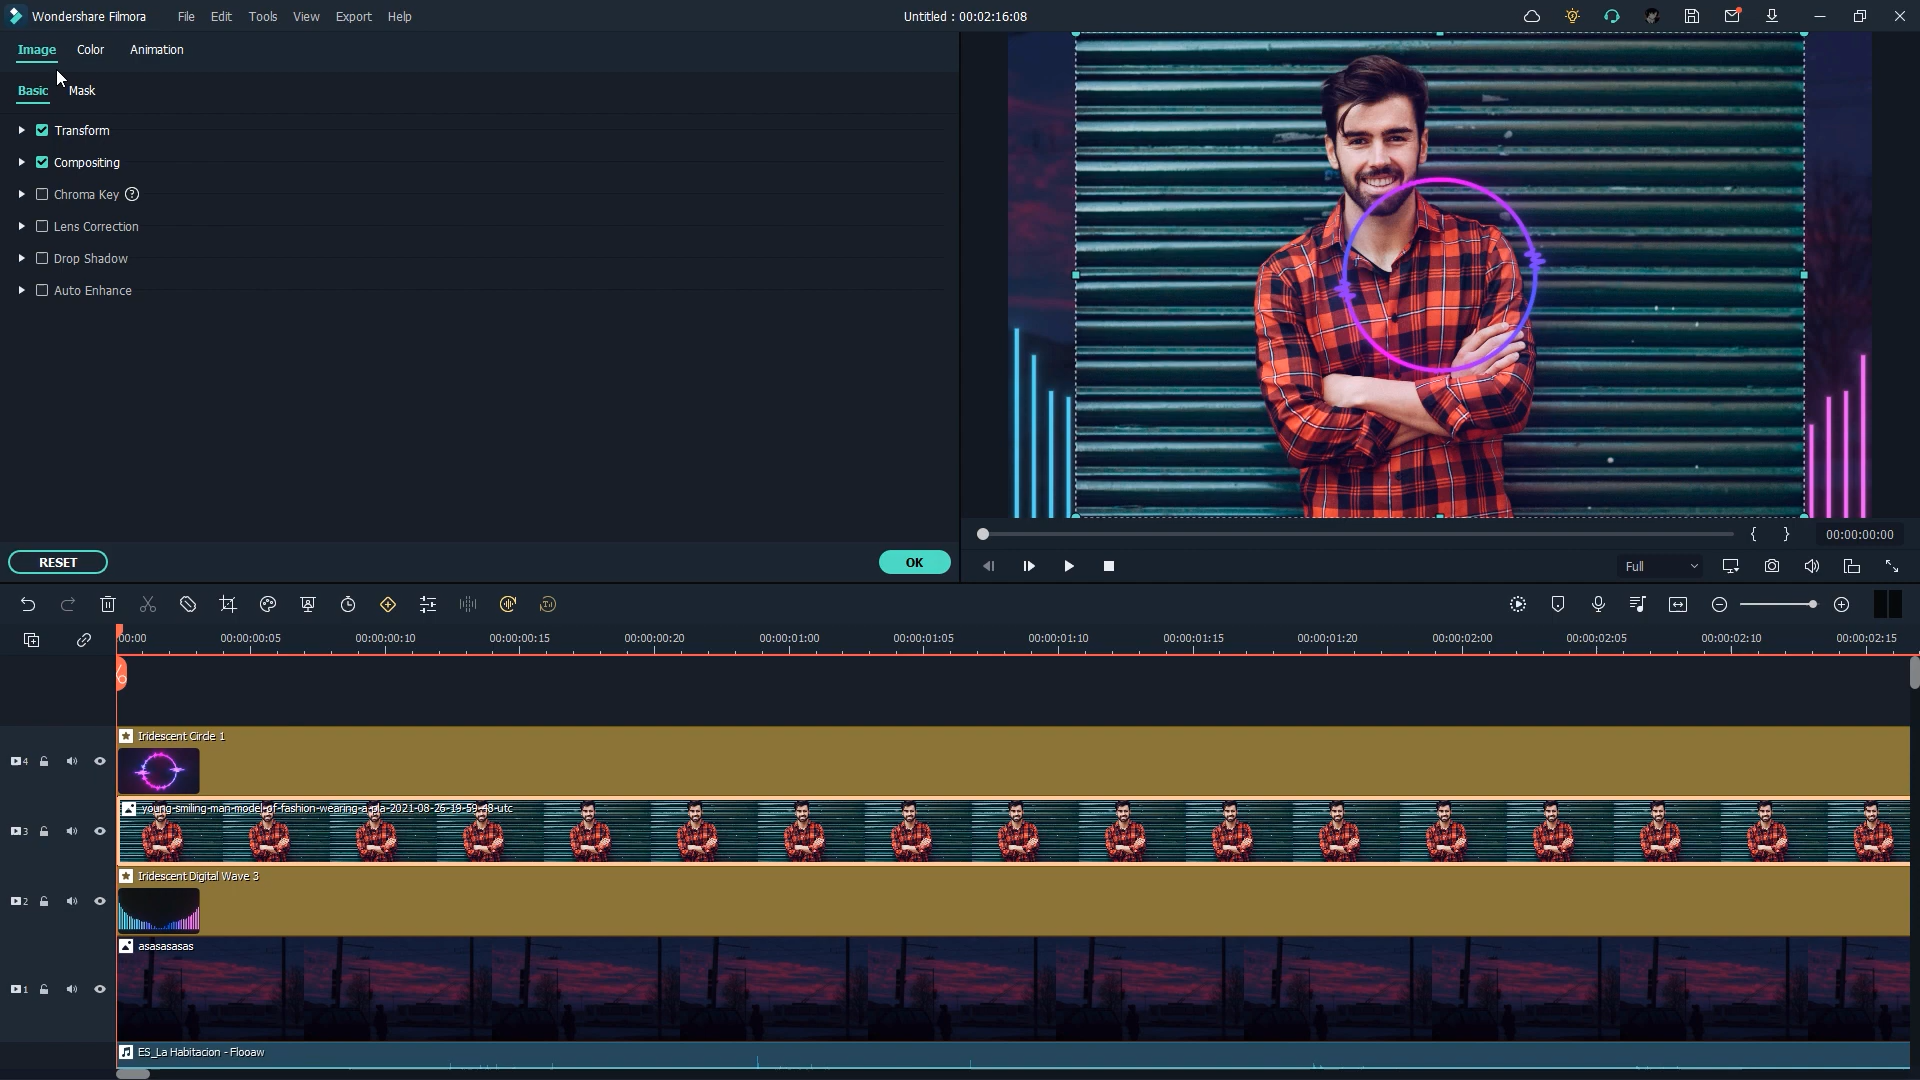 Wondershare Filmora File Edit Tools View Export Help Untitled : 00:02:16:08
Image Color Animation
Basic Mask
Transform
Compositing
Chroma Key ?
Lens Correction
Drop Shadow
Auto Enhance
RESET OK
{ } 00:00:00:00
Full
00:00 00:00:00:05 00:00:00:10 00:00:00:15 00:00:00:20 00:00:01:00 00:00:01:05 00:00:01:10 00:00:01:15 00:00:01:20 00:00:02:00 00:00:02:05 00:00:02:10 00:00:02:15
Iridescent Circle 1
4
young-smiling-man-model-of-fashion-wearing-a-pla-2021-08-26-19-59-48-utc
3
Iridescent Digital Wave 3
2
asasasasas
1
ES_La Habitacion - Flooaw